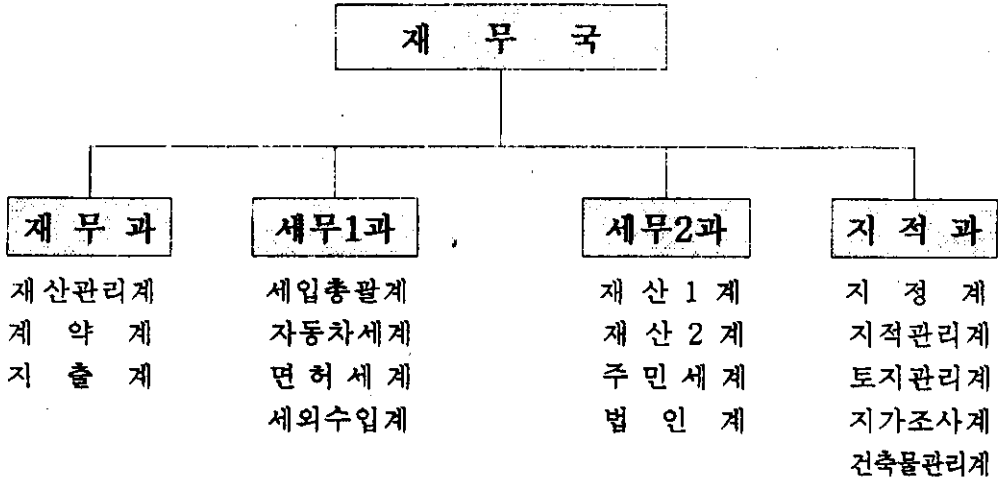 재 무 국
재 무 과 세무1과 세무2과 지 적 과
재산관리계 세입총괄계 재 산 1 계 지 정 계
계 약 계 자동차세계 재 산 2 계 지적관리계
지 출 계 면 허 세 계 주 민 세 계 토지관리계
세외수입계 법 인 계 지가조사계
건축물관리계